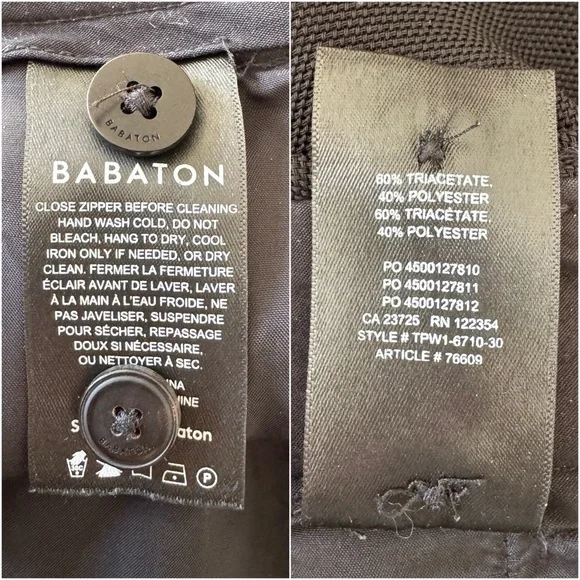 BABATON
BABATON
CLOSE ZIPPER BEFORE CLEANING
HAND WASH COLD, DO NOT
BLEACH, HANG TO DRY, COOL
IRON ONLY IF NEEDED, OR DRY
CLEAN. FERMER LA FERMETURE
ÉCLAIR AVANT DE LAVER, LAVER
À LA MAIN À L'EAU FROIDE, NE
PAS JAVELISER, SUSPENDRE
POUR SÉCHER, REPASSAGE
DOUX SI NÉCESSAIRE,
OU NETTOYER À SEC.
BABATON
P
60% TRIACETATE,
40% POLYESTER
60% TRIACÉTATE,
40% POLYESTER
PO 4500127810
PO 4500127811
PO 4500127812
CA 23725 RN 122354
STYLE # TPW1-6710-30
ARTICLE # 76609